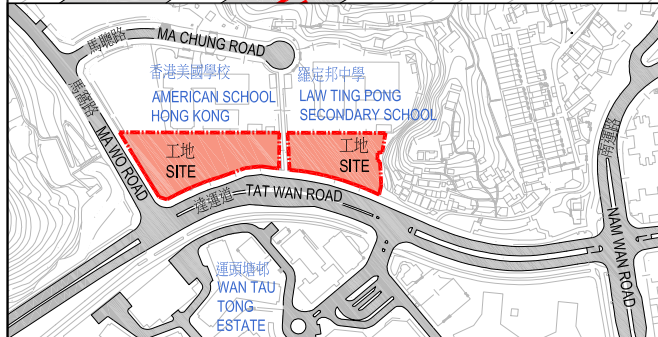 馬聰路
MA CHUNG ROAD
香港美國學校
AMERICAN SCHOOL
HONG KONG
羅定邦中學
LAW TING PONG
SECONDARY SCHOOL
馬窩路
MA WO ROAD
工地
SITE
工地
SITE
達運道
TAT WAN ROAD
南運路
NAM WAN ROAD
運頭塘邨
WAN TAU
TONG
ESTATE